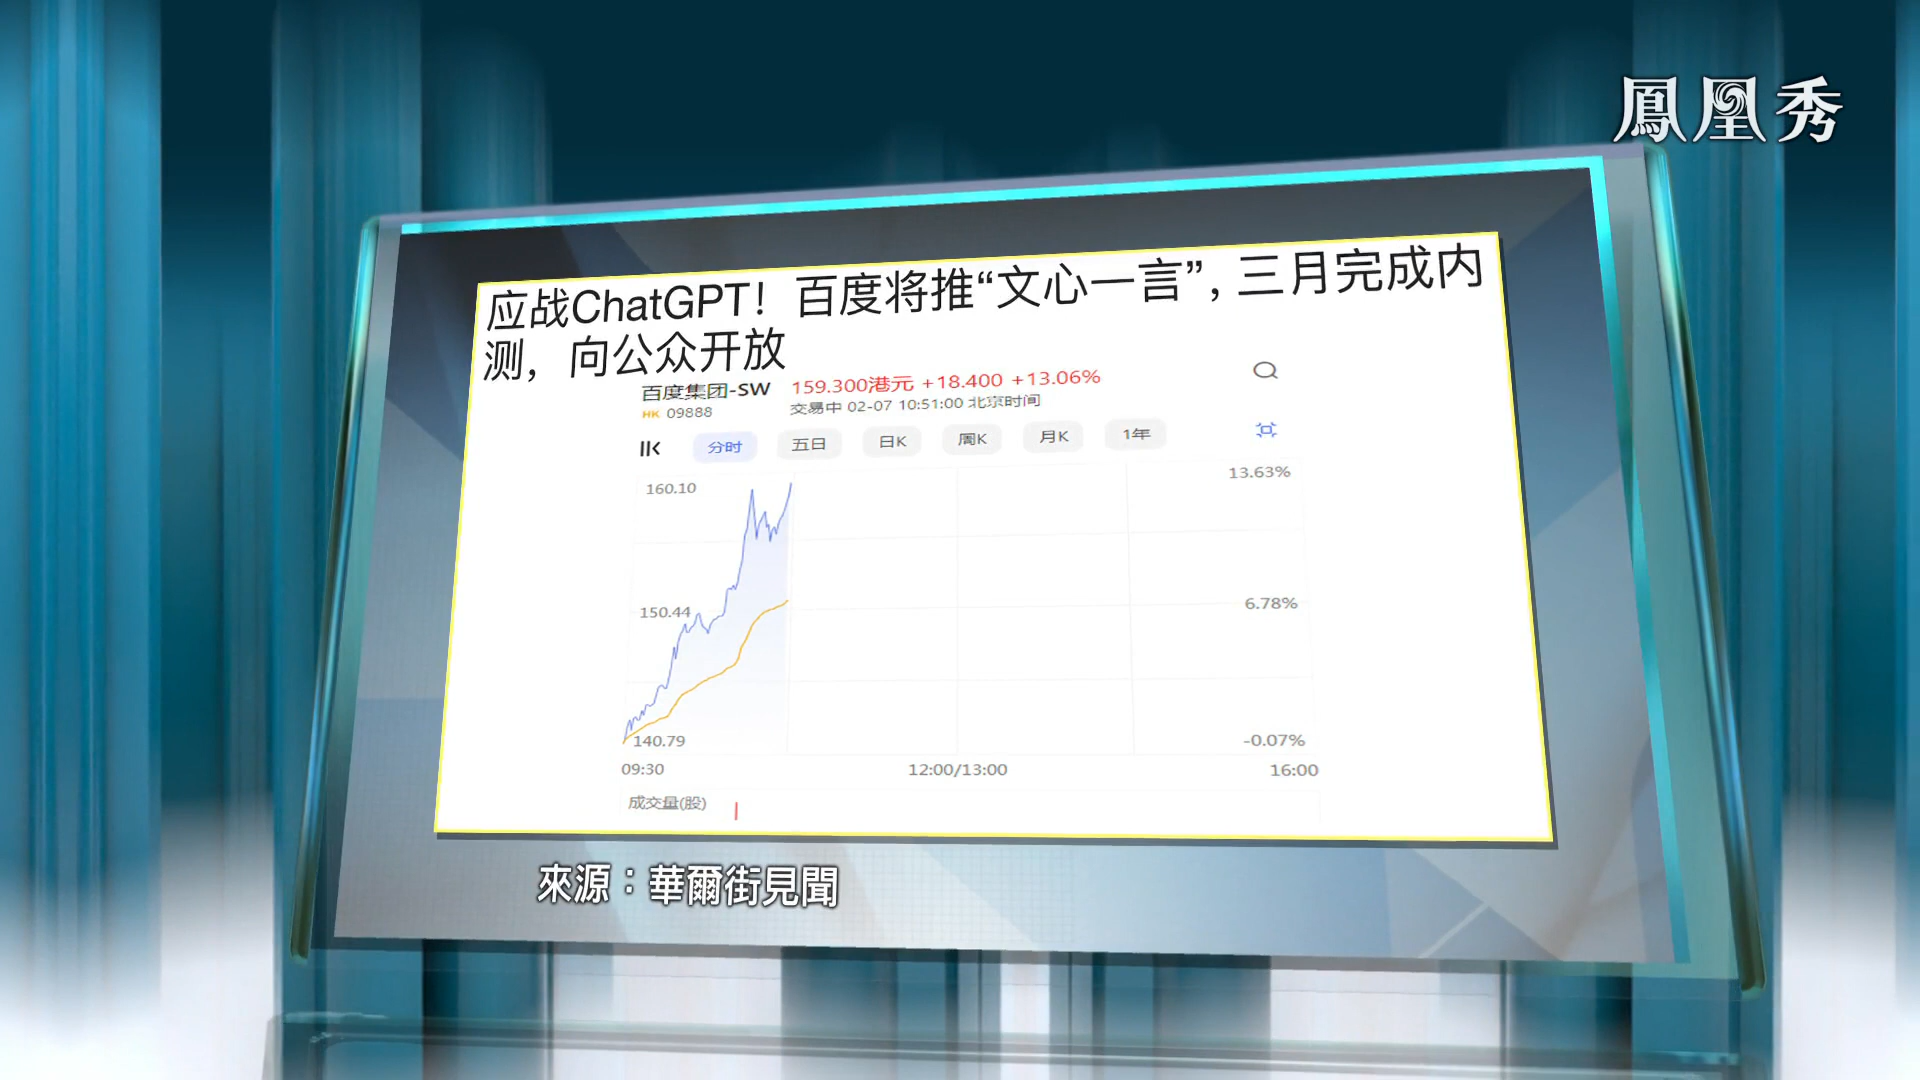 鳳凰秀
应战ChatGPT！百度将推“文心一言”，三月完成内
测，向公众开放
百度集团-SW 159.300港元 +18.400 +13.06%
HK 09888 交易中 02-07 10:51:00 北京时间
分时 五日 日K 周K 月K 1年
160.10 13.63%
150.44 6.78%
140.79 -0.07%
09:30 12:00/13:00 16:00
成交量(股)
來源：華爾街見聞